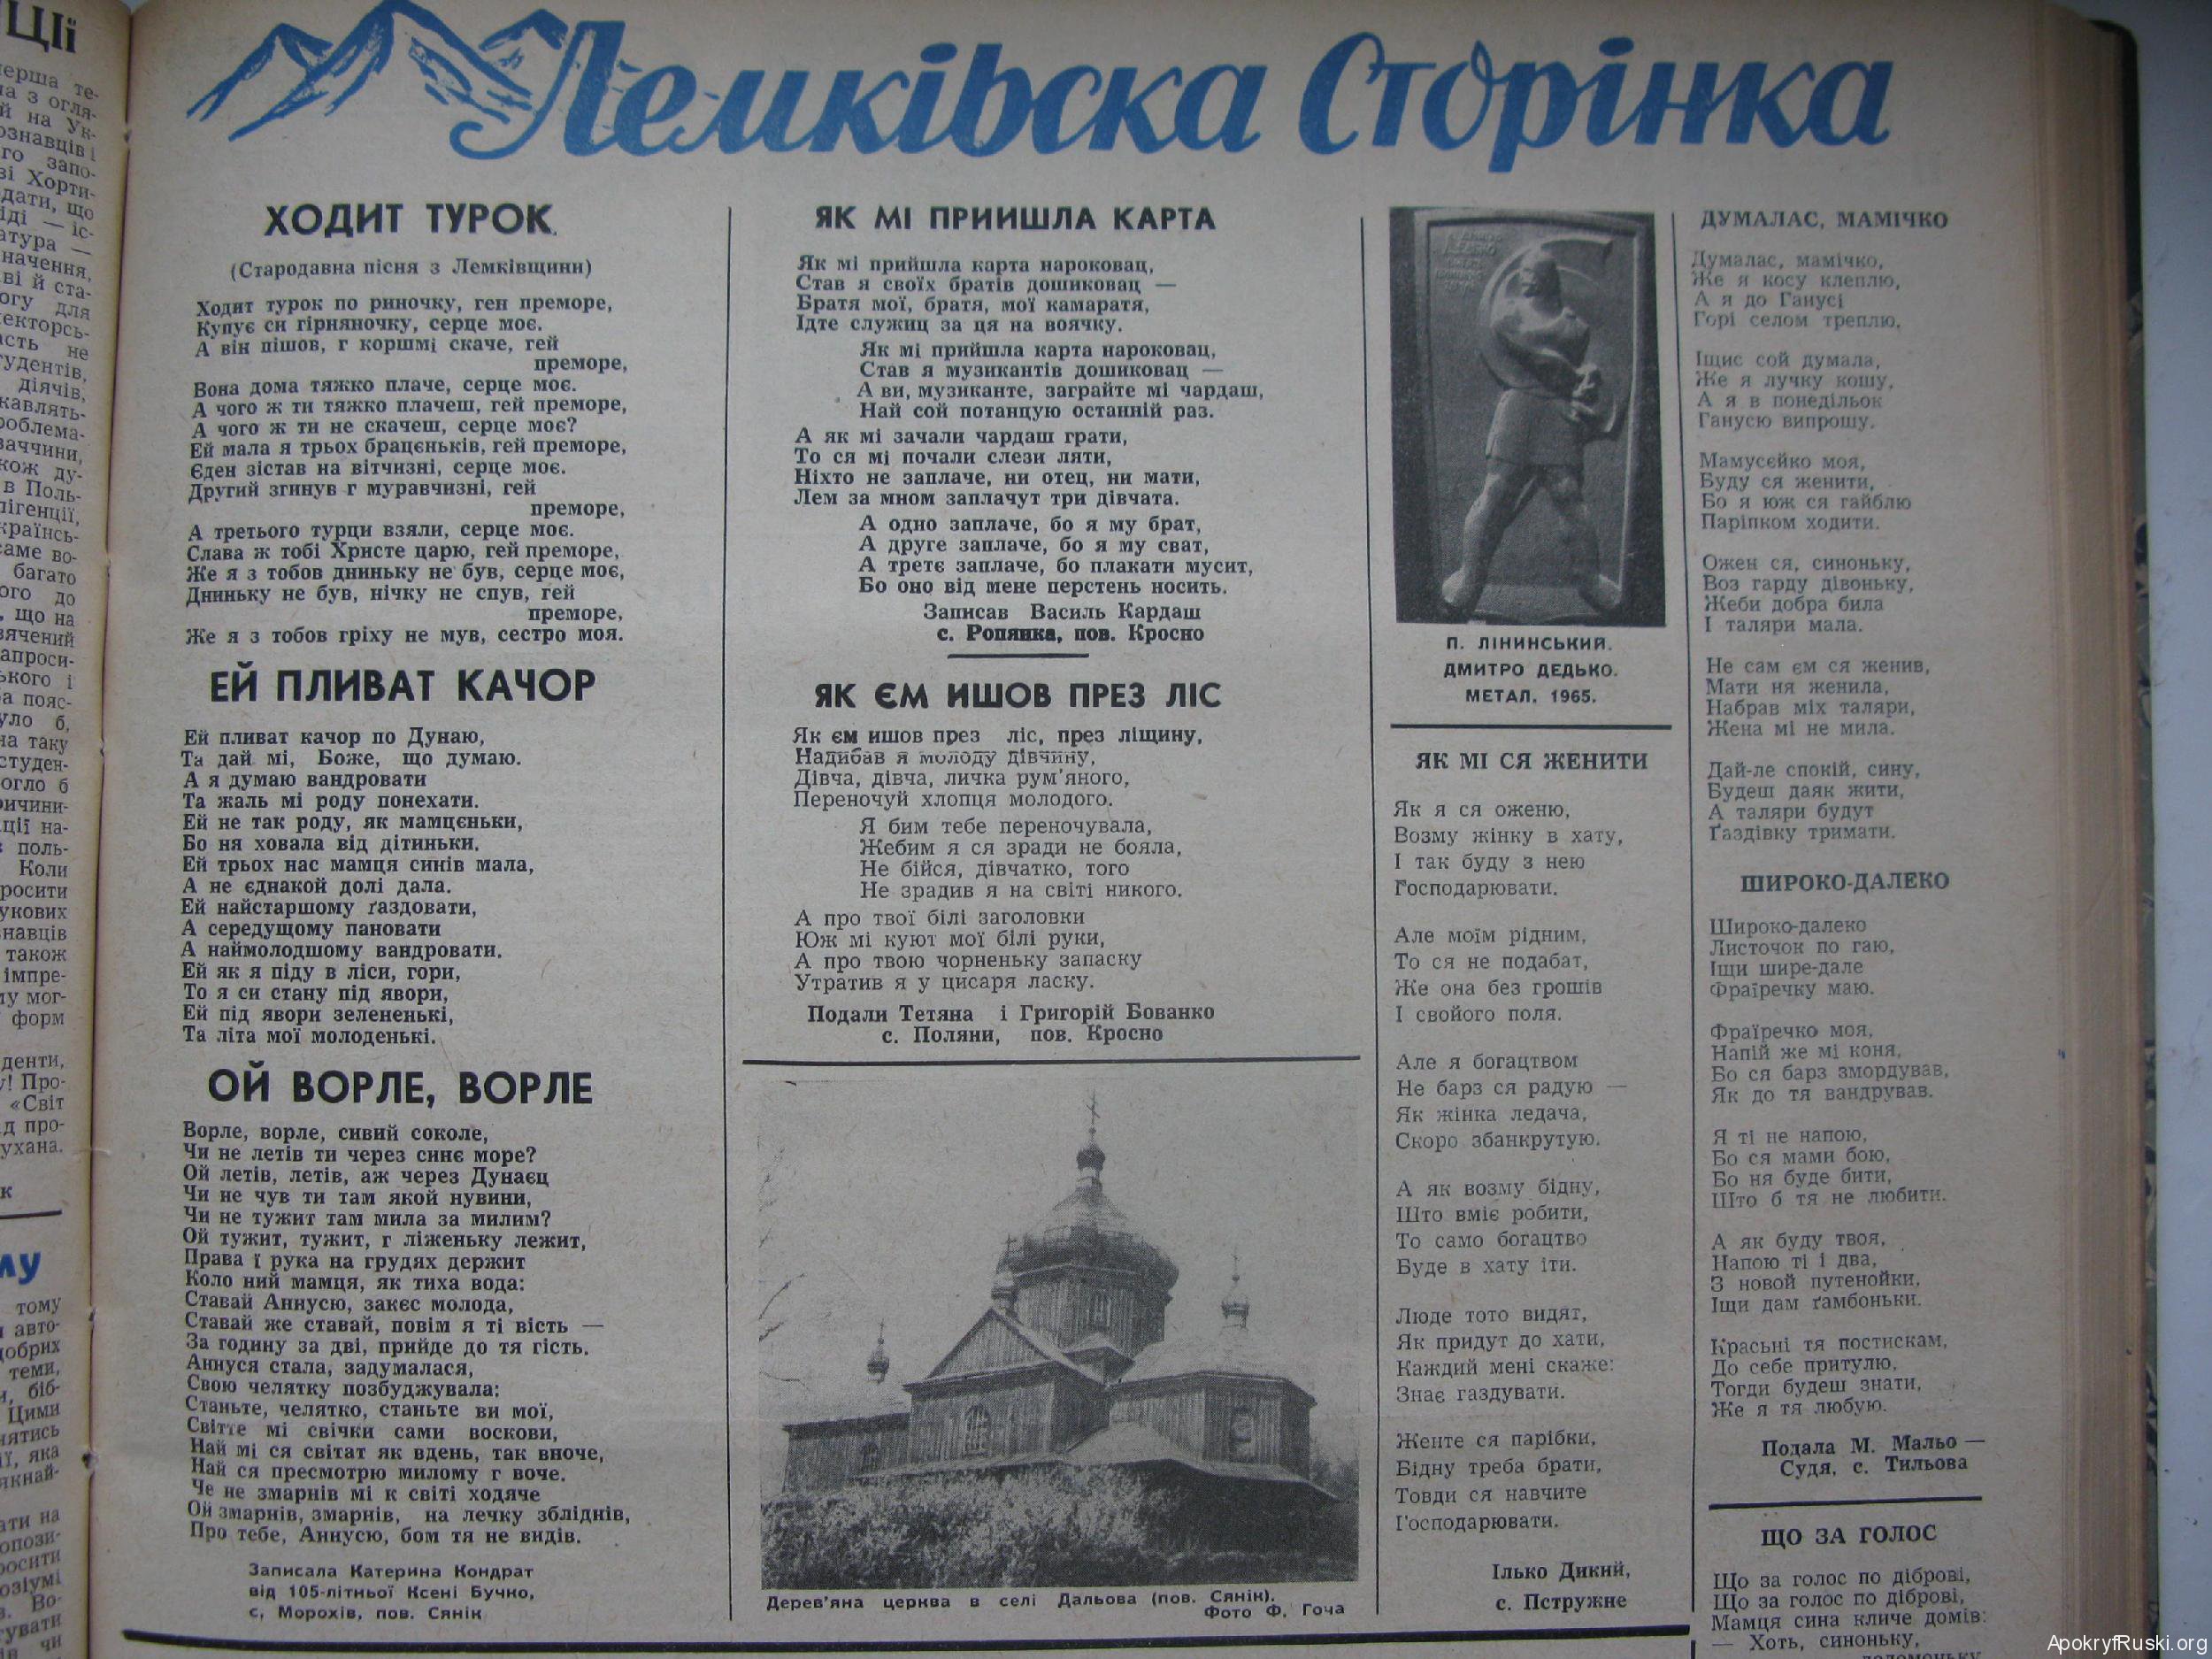 Лемківска Сторінка
ХОДИТ ТУРОК.
(Стародавна пісня з Лемківщини)
Ходит турок по риночку, ген преморе,
Купує си гірняночку, серце моє.
А він пішов, г коршмі скаче, гей
преморе,
Вона дома тяжко плаче, серце моє.
А чого ж ти тяжко плачеш, гей преморе,
А чого ж ти не скачеш, серце моє?
Ей мала я трьох браценьків, гей преморе,
Єден зістав на вітчизні, серце моє.
Другий згинув г муравчизні, гей
преморе,
А третього турци взяли, серце моє.
Слава ж тобі Христе царю, гей преморе,
Же я з тобов дниньку не був, серце моє,
Дниньку не був, нічку не спув, гей
преморе,
Же я з тобов гріху не мув, сестро моя.
ЕЙ ПЛИВАТ КАЧОР
Ей пливат качор по Дунаю,
Та дай мі, Боже, що думаю.
А я думаю вандровати
Та жаль мі роду понехати.
Ей не так роду, як мамценьки,
Бо ня ховала від дітиньки.
Ей трьох нас мамця синів мала,
А не єднакой долі дала.
Ей найстаршому ґаздовати,
А середущому пановати
А наймолодшому вандровати.
Ей як я піду в ліси, гори,
То я си стану під явори,
Ей під явори зелененькі,
Та літа мої молоденькі.
ОЙ ВОРЛЕ, ВОРЛЕ
Ворле, ворле, сивий соколе,
Чи не летів ти через синє море?
Ой летів, летів, аж через Дунаєц
Чи не чув ти там якой нувини,
Чи не тужит там мила за милим?
Ой тужит, тужит, г ліженьку лежит,
Права ї рука на грудях держит
Коло ний мамця, як тиха вода:
Ставай Аннусю, закєс молода,
Ставай же ставай, повім я ті вість —
За годину за дві, прийде до тя гість.
Аннуся стала, задумалася,
Свою челятку позбуджувала:
Станьте, челятко, станьте ви мої,
Світте мі свічки сами воскови,
Най мі ся світат як вдень, так вноче,
Най ся пресмотрю милому г воче.
Че не змарнів мі к світі ходяче
Ой змарнів, змарнів, на лечку збліднів,
Про тебе, Аннусю, бом тя не видів.
Записала Катерина Кондрат
від 105-літньої Ксені Бучко,
с, Морохів, пов. Сянік
ЯК МІ ПРИИШЛА КАРТА
Як мі прийшла карта нароковац,
Став я своїх братів дошиковац —
Братя мої, братя, мої камаратя,
Ідте служиц за ця на воячку.
Як мі прийшла карта нароковац,
Став я музикантів дошиковац —
А ви, музиканте, заграйте мі чардаш,
Най сой потанцую останній раз.
А як мі зачали чардаш грати,
То ся мі почали слези ляти,
Ніхто не заплаче, ни отец, ни мати,
Лем за мном заплачут три дівчата.
А одно заплаче, бо я му брат,
А друге заплаче, бо я му сват,
А третє заплаче, бо плакати мусит,
Бо оно від мене перстень носить.
Записав Василь Кардаш
с. Ропянка, пов. Кросно
ЯК ЄМ ИШОВ ПРЕЗ ЛІС
Як єм ишов през ліс, през ліщину,
Надибав я молоду дівчину,
Дівча, дівча, личка рум'яного,
Переночуй хлопця молодого.
Я бим тебе переночувала,
Жебим я ся зради не бояла,
Не бійся, дівчатко, того
Не зрадив я на світі никого.
А про твої білі заголовки
Юж мі куют мої білі руки,
А про твою чорненьку запаску
Утратив я у цисаря ласку.
Подали Тетяна і Григорій Бованко
с. Поляни, пов. Кросно
Дерев'яна церква в селі Дальова (пов. Сянік).
Фото Ф. Гоча
П. ЛІНИНСЬКИЙ.
ДМИТРО ДЕДЬКО.
МЕТАЛ. 1965.
ЯК МІ СЯ ЖЕНИТИ
Як я ся оженю,
Возму жінку в хату,
І так буду з нею
Господарювати.
Але моїм рідним,
То ся не подабат,
Же она без грошів
І свойого поля.
Але я богацтвом
Не барз ся радую —
Як жінка ледача,
Скоро збанкрутую.
А як возму бідну,
Што вміє робити,
То само богацтво
Буде в хату їти.
Люде тото видят,
Як придут до хати,
Каждий мені скаже:
Знає газдувати.
Женте ся парібки,
Бідну треба брати,
Товди ся навчите
Господарювати.
Ілько Дикий,
с. Пстружне
ДУМАЛАС, МАМІЧКО
Думалас, мамічко,
Же я косу клеплю,
А я до Ганусі
Горі селом треплю.
Іщис сой думала,
Же я лучку кошу,
А я в понедільок
Ганусю випрошу.
Мамусейко моя,
Буду ся женити,
Бо я юж ся гайблю
Паріпком ходити.
Ожен ся, синоньку,
Воз гарду дівоньку,
Жеби добра била
І таляри мала.
Не сам єм ся женив,
Мати ня женила,
Набрав міх таляри,
Жена мі не мила.
Дай-ле спокій, сину,
Будеш даяк жити,
А таляри будут
Ґаздівку тримати.
ШИРОКО-ДАЛЕКО
Широко-далеко
Листочок по гаю,
Іщи шире-дале
Фраїречку маю.
Фраїречко моя,
Напій же мі коня,
Бо ся барз змордував,
Як до тя вандрував.
Я ті не напою,
Бо ся мами бою,
Бо ня буде бити,
Што б тя не любити.
А як буду твоя,
Напою ті і два,
З новой путенойки,
Іщи дам ґамбоньки.
Красьні тя постискам,
До себе притулю,
Тогди будеш знати,
Же я тя любую.
Подала М. Мальо —
Судя, с. Тильова
ЩО ЗА ГОЛОС
Що за голос по діброві,
Що за голос по діброві,
Мамця сина кличе домів:
— Хоть, синоньку,
ApokryfRuski.org